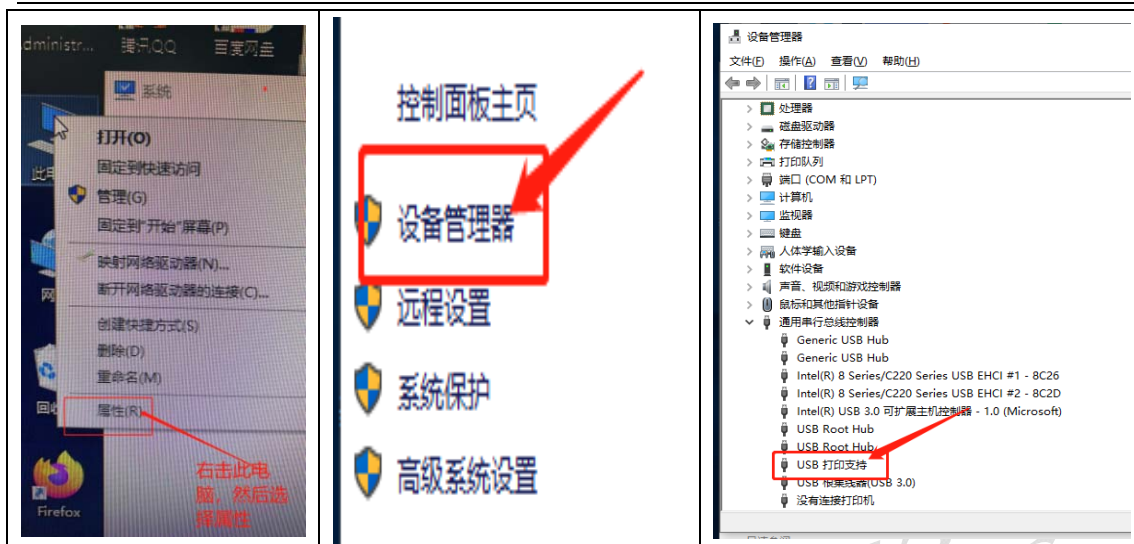 dministr...
腾讯QQ
百度网盘
系统
打开(O)
固定到快速访问
管理(G)
固定到"开始"屏幕(P)
映射网络驱动器(N)...
断开网络驱动器的连接(C)...
创建快捷方式(S)
删除(D)
重命名(M)
属性(R)
此电
网
回收
Firefox
右击此电
脑，然后选
择属性
控制面板主页
设备管理器
远程设置
系统保护
高级系统设置
设备管理器
文件(F) 操作(A) 查看(V) 帮助(H)
处理器
磁盘驱动器
存储控制器
打印队列
端口 (COM 和 LPT)
计算机
监视器
键盘
人体学输入设备
软件设备
声音、视频和游戏控制器
鼠标和其他指针设备
通用串行总线控制器
Generic USB Hub
Generic USB Hub
Intel(R) 8 Series/C220 Series USB EHCI #1 - 8C26
Intel(R) 8 Series/C220 Series USB EHCI #2 - 8C2D
Intel(R) USB 3.0 可扩展主机控制器 - 1.0 (Microsoft)
USB Root Hub
USB Root Hub
USB 打印支持
USB 根集线器(USB 3.0)
没有连接打印机